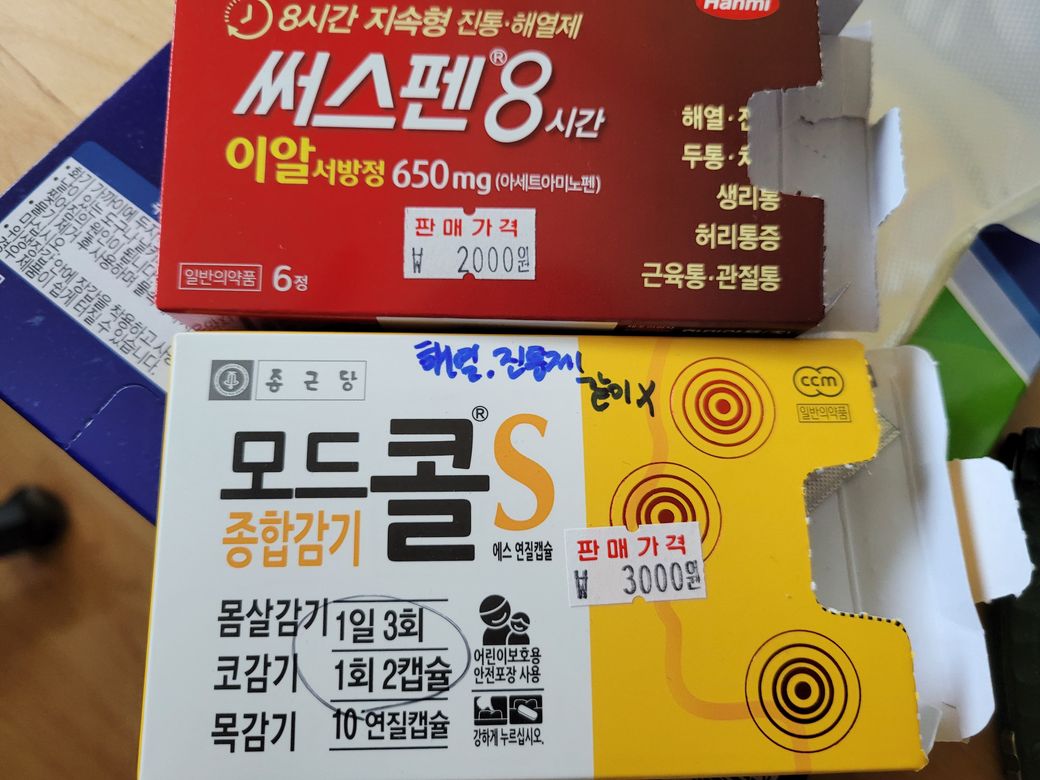 Hanmi
8시간 지속형 진통·해열제
써스펜®8시간
이알서방정 650mg (아세트아미노펜)
해열·
두통·
생리통
허리통증
근육통·관절통
판매가격
₩ 2000원
일반의약품 6정
해열.진통제
같이 X
종근당
ccm
일반의약품
모드콜®S
종합감기
에스 연질캡슐
판매가격
₩ 3000원
몸살감기
코감기
목감기
1일 3회
1회 2캡슐
10 연질캡슐
어린이보호용
안전포장 사용
강하게 누르십시오.